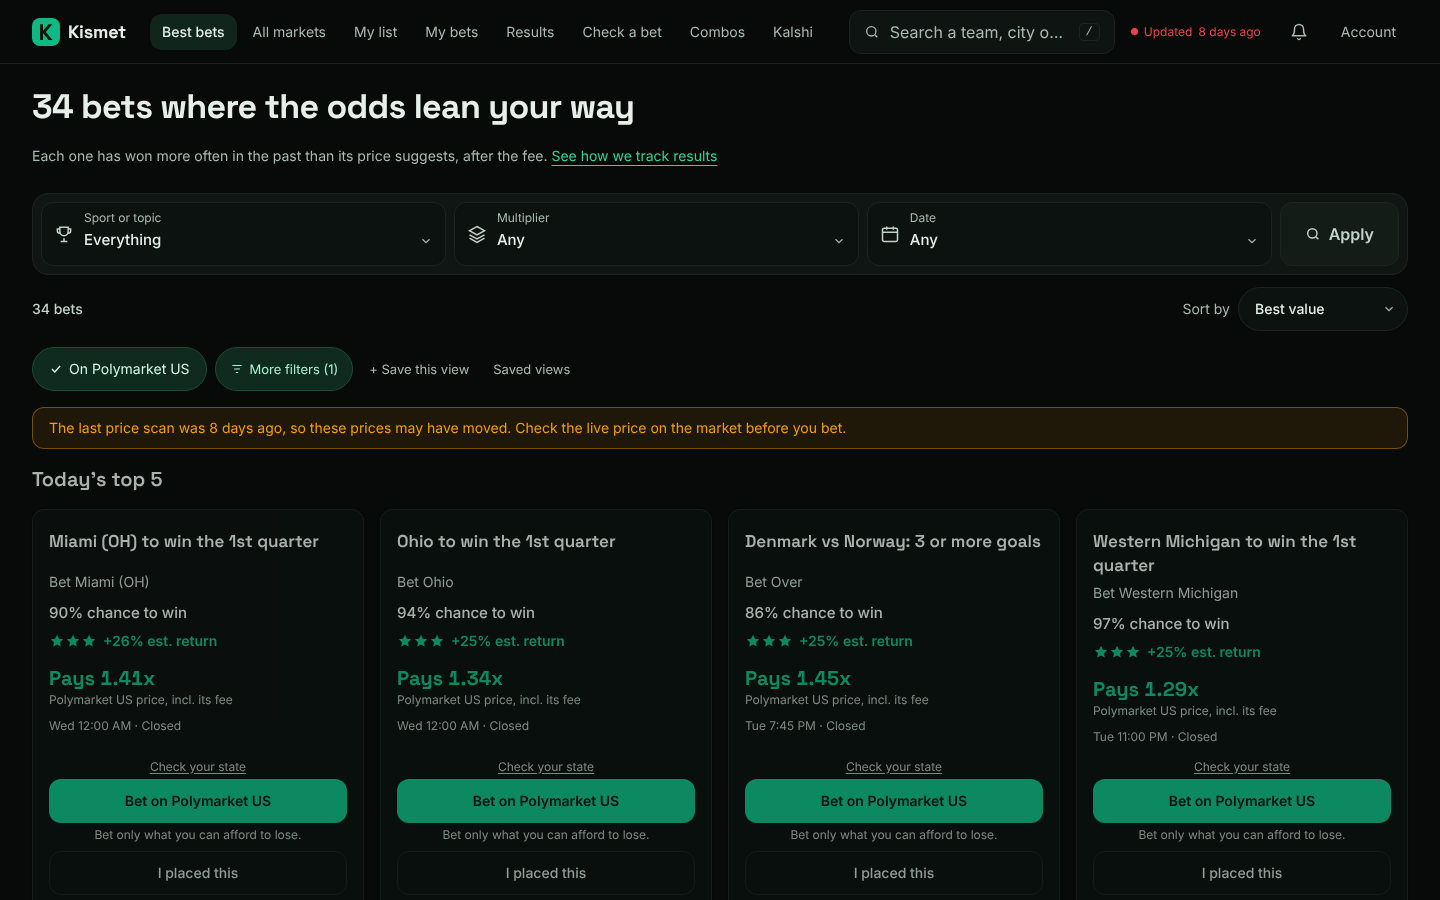 Kismet
Best bets
All markets
My list
My bets
Results
Check a bet
Combos
Kalshi
Search a team, city o...
/
Updated 8 days ago
Account
34 bets where the odds lean your way
Each one has won more often in the past than its price suggests, after the fee. See how we track results
Sport or topic
Everything
Multiplier
Any
Date
Any
Apply
34 bets
Sort by
Best value
On Polymarket US
More filters (1)
+ Save this view
Saved views
The last price scan was 8 days ago, so these prices may have moved. Check the live price on the market before you bet.
Today's top 5
Miami (OH) to win the 1st quarter
Bet Miami (OH)
90% chance to win
★★★ +26% est. return
Pays 1.41x
Polymarket US price, incl. its fee
Wed 12:00 AM · Closed
Check your state
Bet on Polymarket US
Bet only what you can afford to lose.
I placed this
Ohio to win the 1st quarter
Bet Ohio
94% chance to win
★★★ +25% est. return
Pays 1.34x
Polymarket US price, incl. its fee
Wed 12:00 AM · Closed
Check your state
Bet on Polymarket US
Bet only what you can afford to lose.
I placed this
Denmark vs Norway: 3 or more goals
Bet Over
86% chance to win
★★★ +25% est. return
Pays 1.45x
Polymarket US price, incl. its fee
Tue 7:45 PM · Closed
Check your state
Bet on Polymarket US
Bet only what you can afford to lose.
I placed this
Western Michigan to win the 1st
quarter
Bet Western Michigan
97% chance to win
★★★ +25% est. return
Pays 1.29x
Polymarket US price, incl. its fee
Tue 11:00 PM · Closed
Check your state
Bet on Polymarket US
Bet only what you can afford to lose.
I placed this